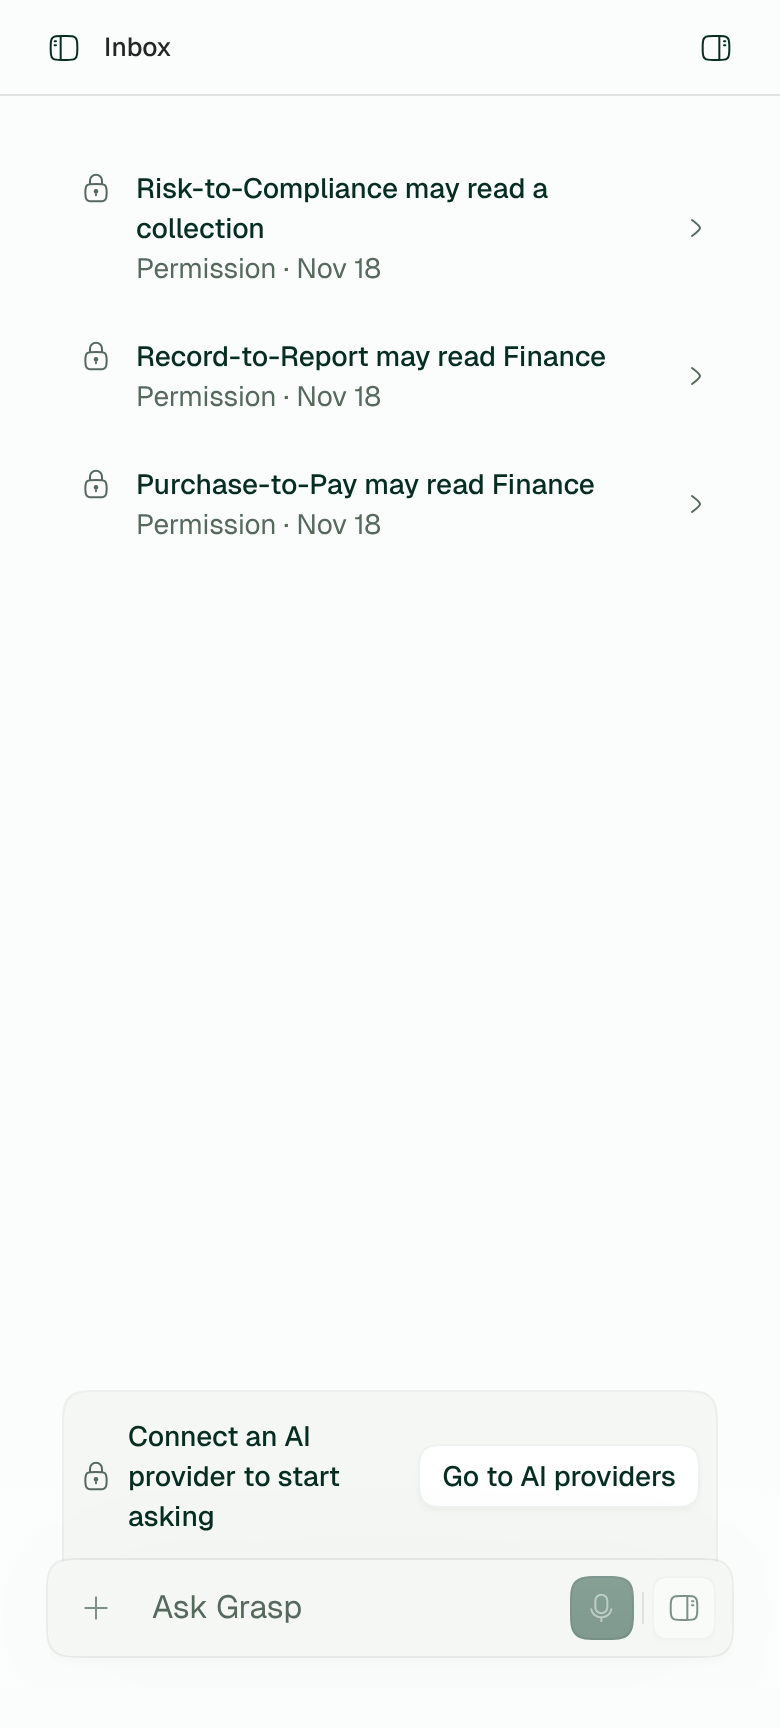 Inbox
Risk-to-Compliance may read a
collection
Permission · Nov 18
Record-to-Report may read Finance
Permission · Nov 18
Purchase-to-Pay may read Finance
Permission · Nov 18
Connect an AI
provider to start
asking
Go to AI providers
Ask Grasp